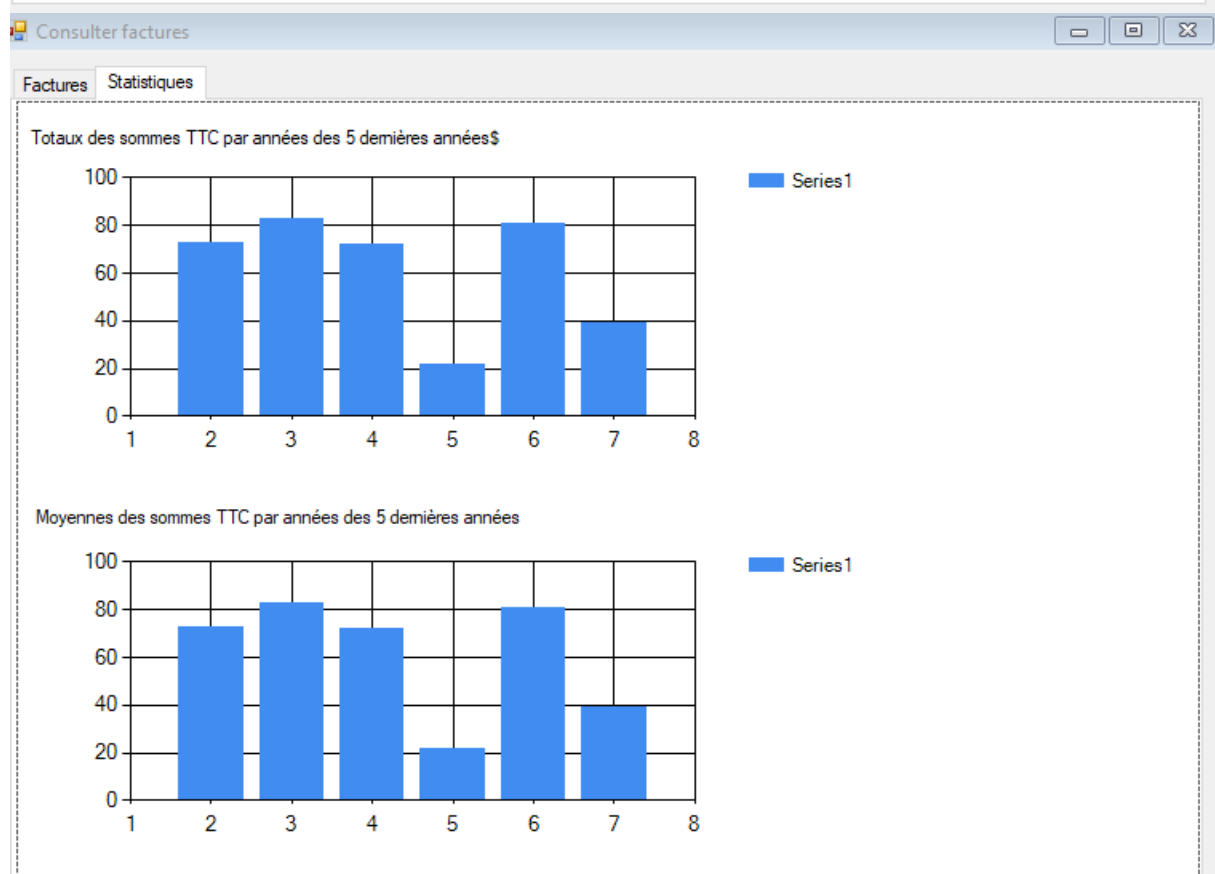 Consulter factures
Factures Statistiques
Totaux des sommes TTC par années des 5 dernières années$
100
80
60
40
20
0
1 2 3 4 5 6 7 8
Series1
Moyennes des sommes TTC par années des 5 dernières années
100
80
60
40
20
0
1 2 3 4 5 6 7 8
Series1